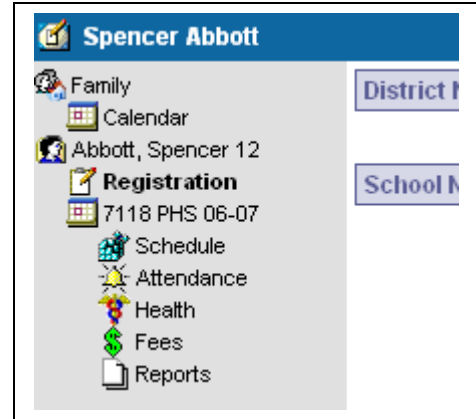 Spencer Abbott
Family
Calendar
Abbott, Spencer 12
Registration
7118 PHS 06-07
Schedule
Attendance
Health
Fees
Reports
District
School